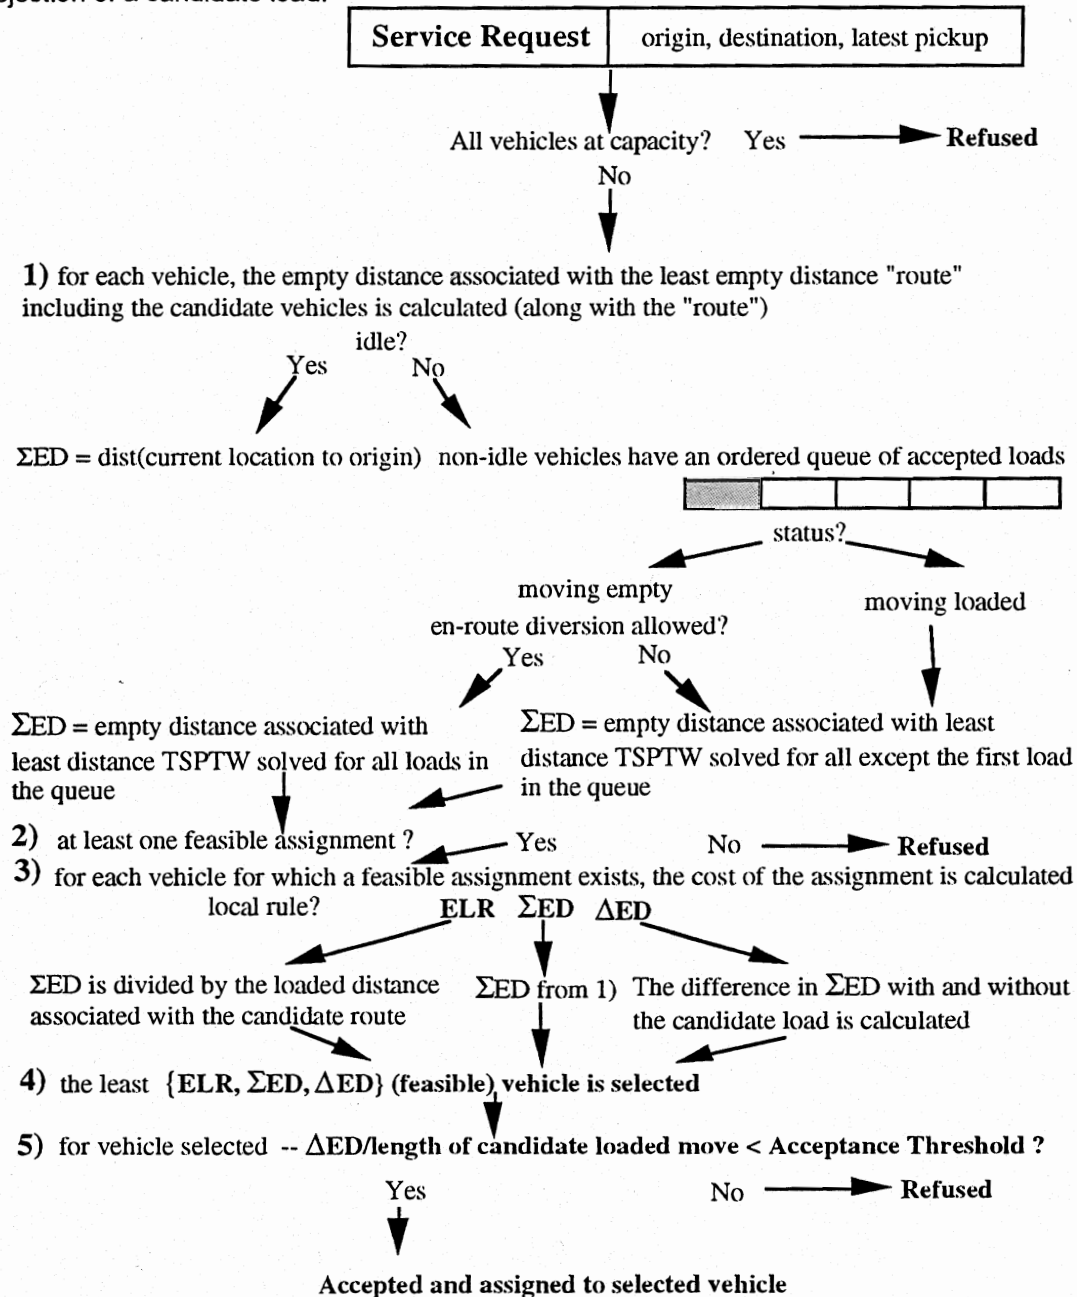 Service Request origin, destination, latest pickup
All vehicles at capacity? Yes Refused
No
1) for each vehicle, the empty distance associated with the least empty distance "route"
including the candidate vehicles is calculated (along with the "route")
idle?
Yes No
ΣED = dist(current location to origin) non-idle vehicles have an ordered queue of accepted loads
status?
moving empty
moving loaded
en-route diversion allowed?
Yes No
ΣED = empty distance associated with
least distance TSPTW solved for all loads in
the queue
ΣED = empty distance associated with least
distance TSPTW solved for all except the first load
in the queue
2) at least one feasible assignment ? Yes No Refused
3) for each vehicle for which a feasible assignment exists, the cost of the assignment is calculated
local rule? ELR ΣED ΔED
ΣED is divided by the loaded distance
associated with the candidate route
ΣED from 1)
The difference in ΣED with and without
the candidate load is calculated
4) the least {ELR, ΣED, ΔED} (feasible) vehicle is selected
5) for vehicle selected -- ΔED/length of candidate loaded move < Acceptance Threshold ?
Yes No Refused
Accepted and assigned to selected vehicle